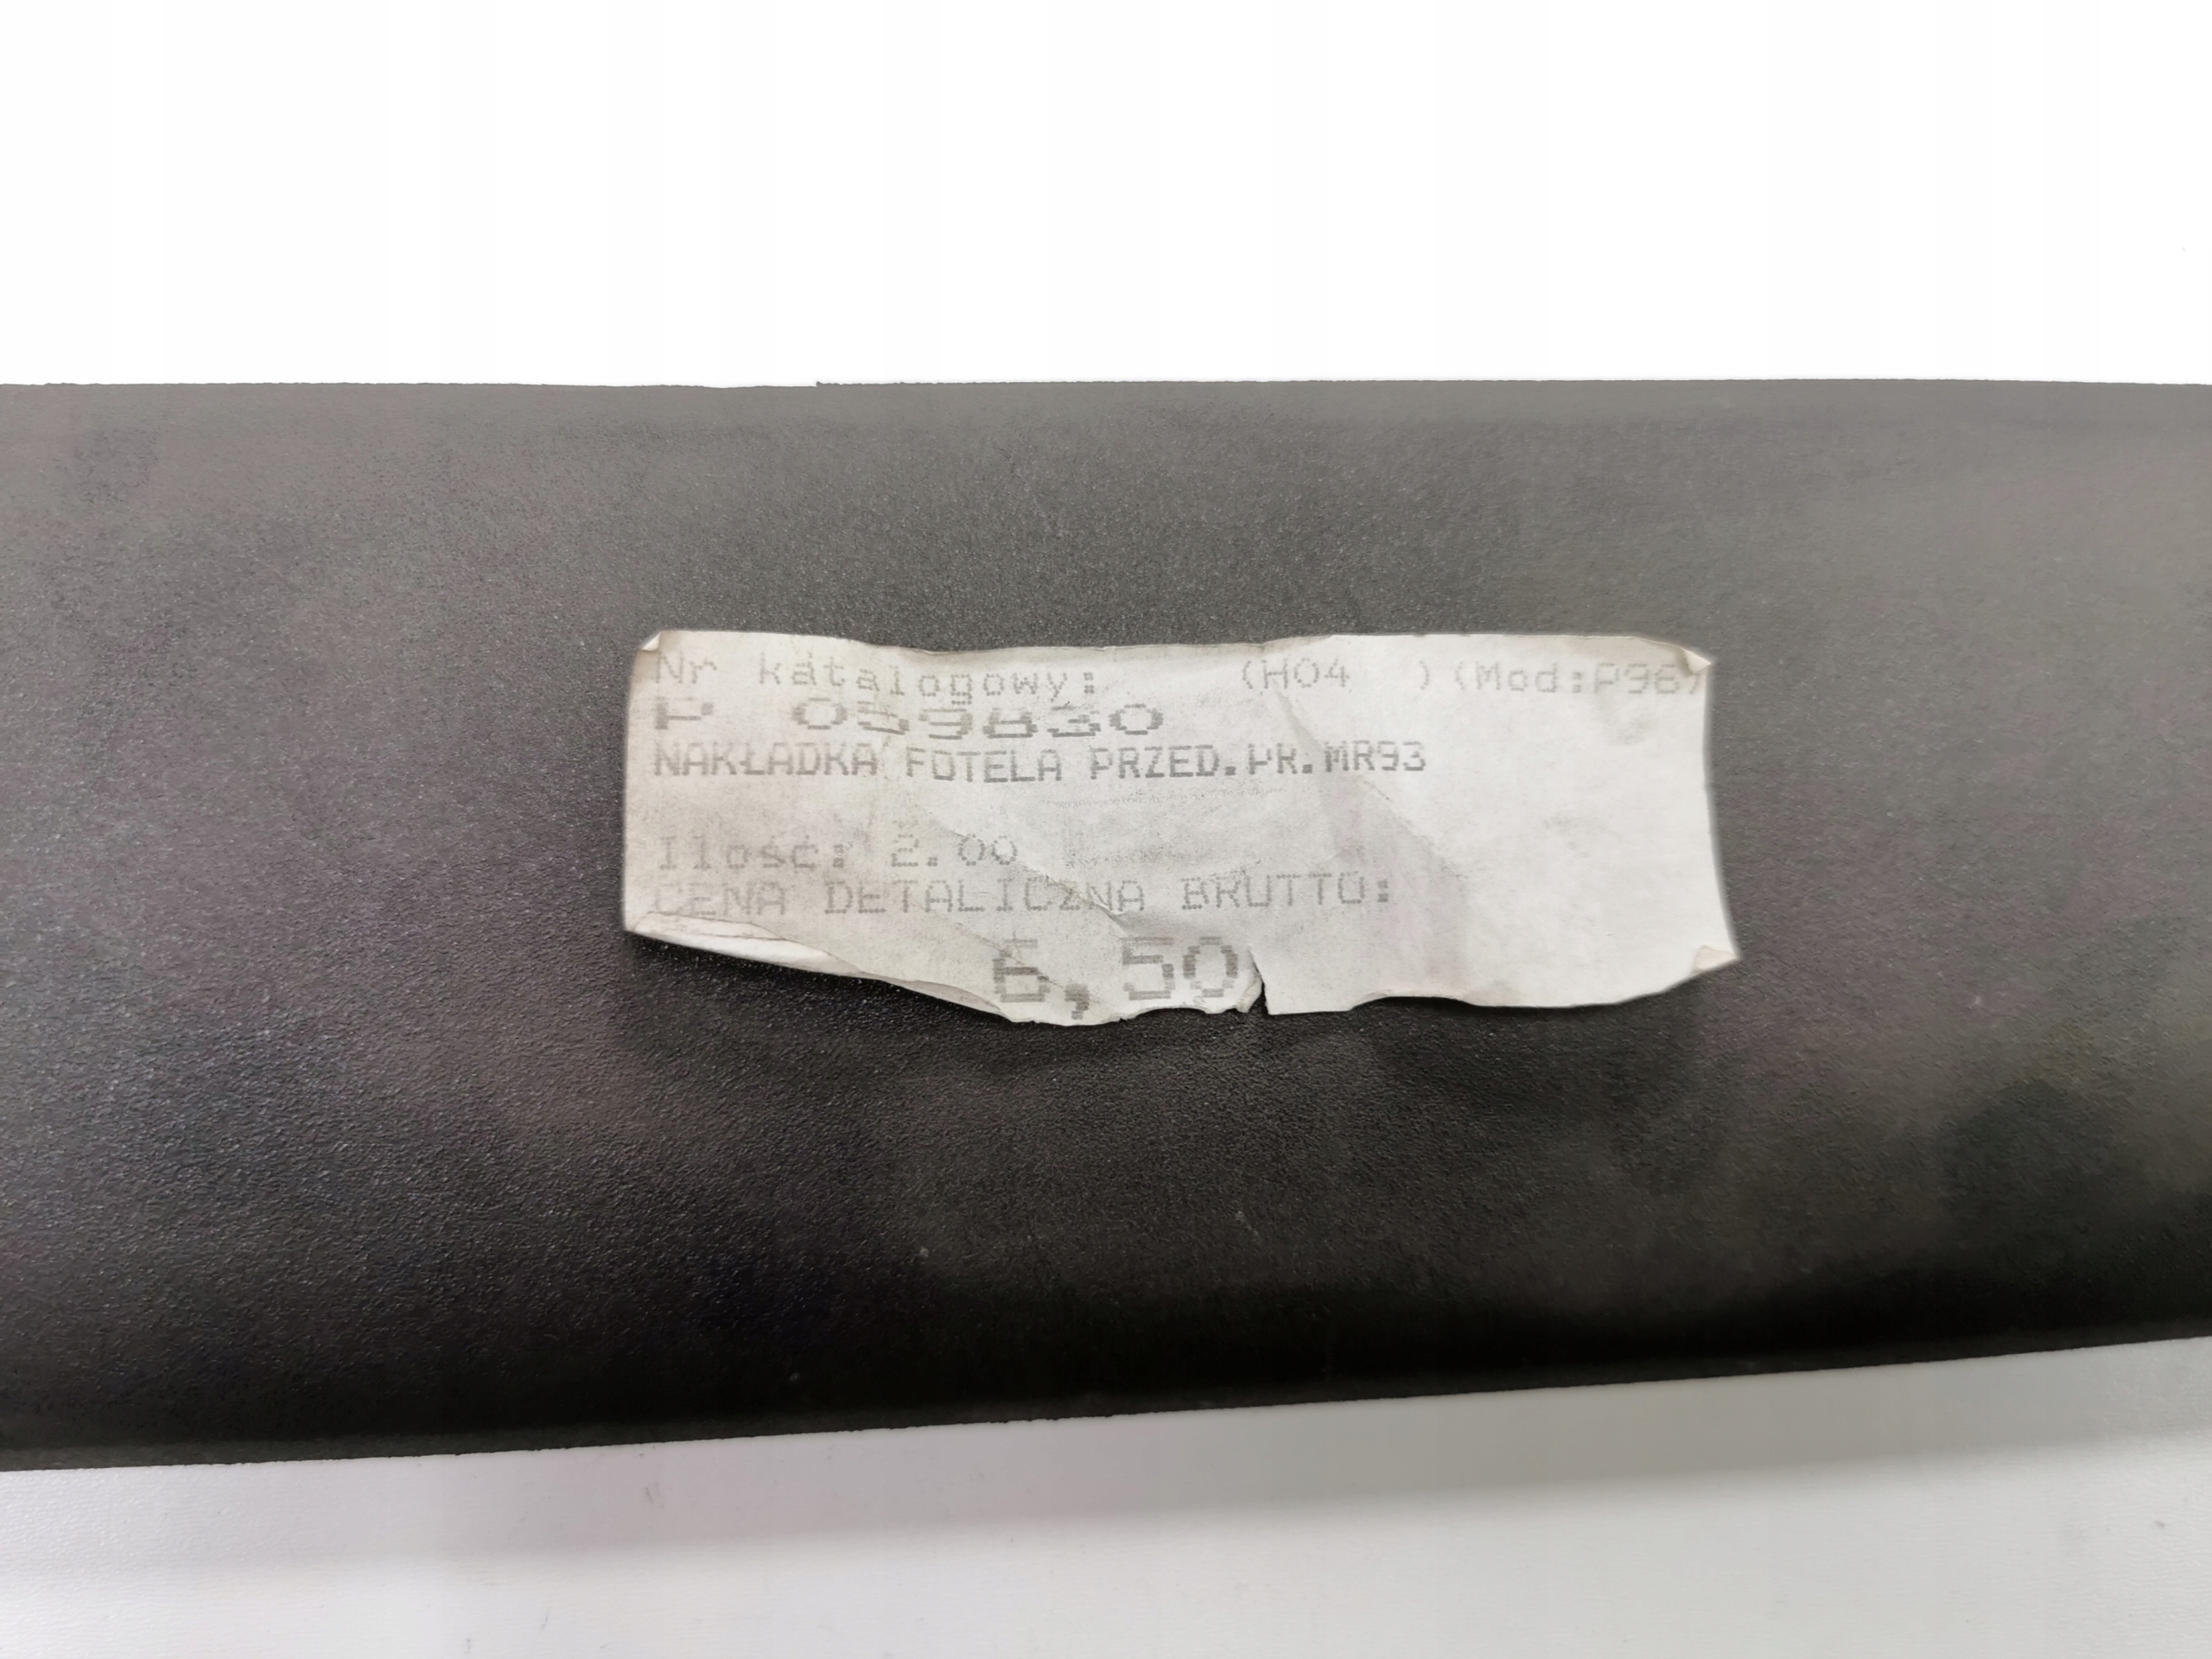 Nr katalogowy: (H04 ) (Mod:P96)
P 059830
NAKŁADKA FOTELA PRZED.PR.MR93
Ilość: 2.00
CENA DETALICZNA BRUTTO:
6,50